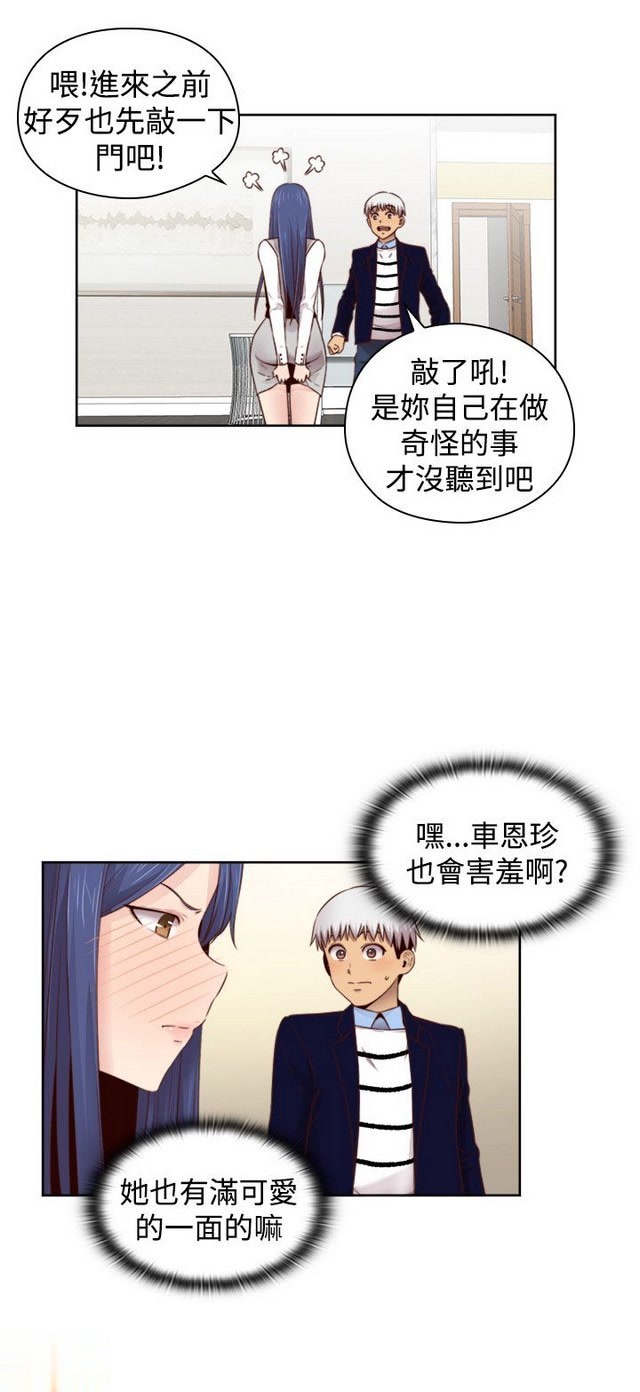 喂!進來之前
好歹也先敲一下
門吧!
敲了吼!
是妳自己在做
奇怪的事
才沒聽到吧
嘿…車恩珍
也會害羞啊?
她也有滿可愛
的一面的嘛